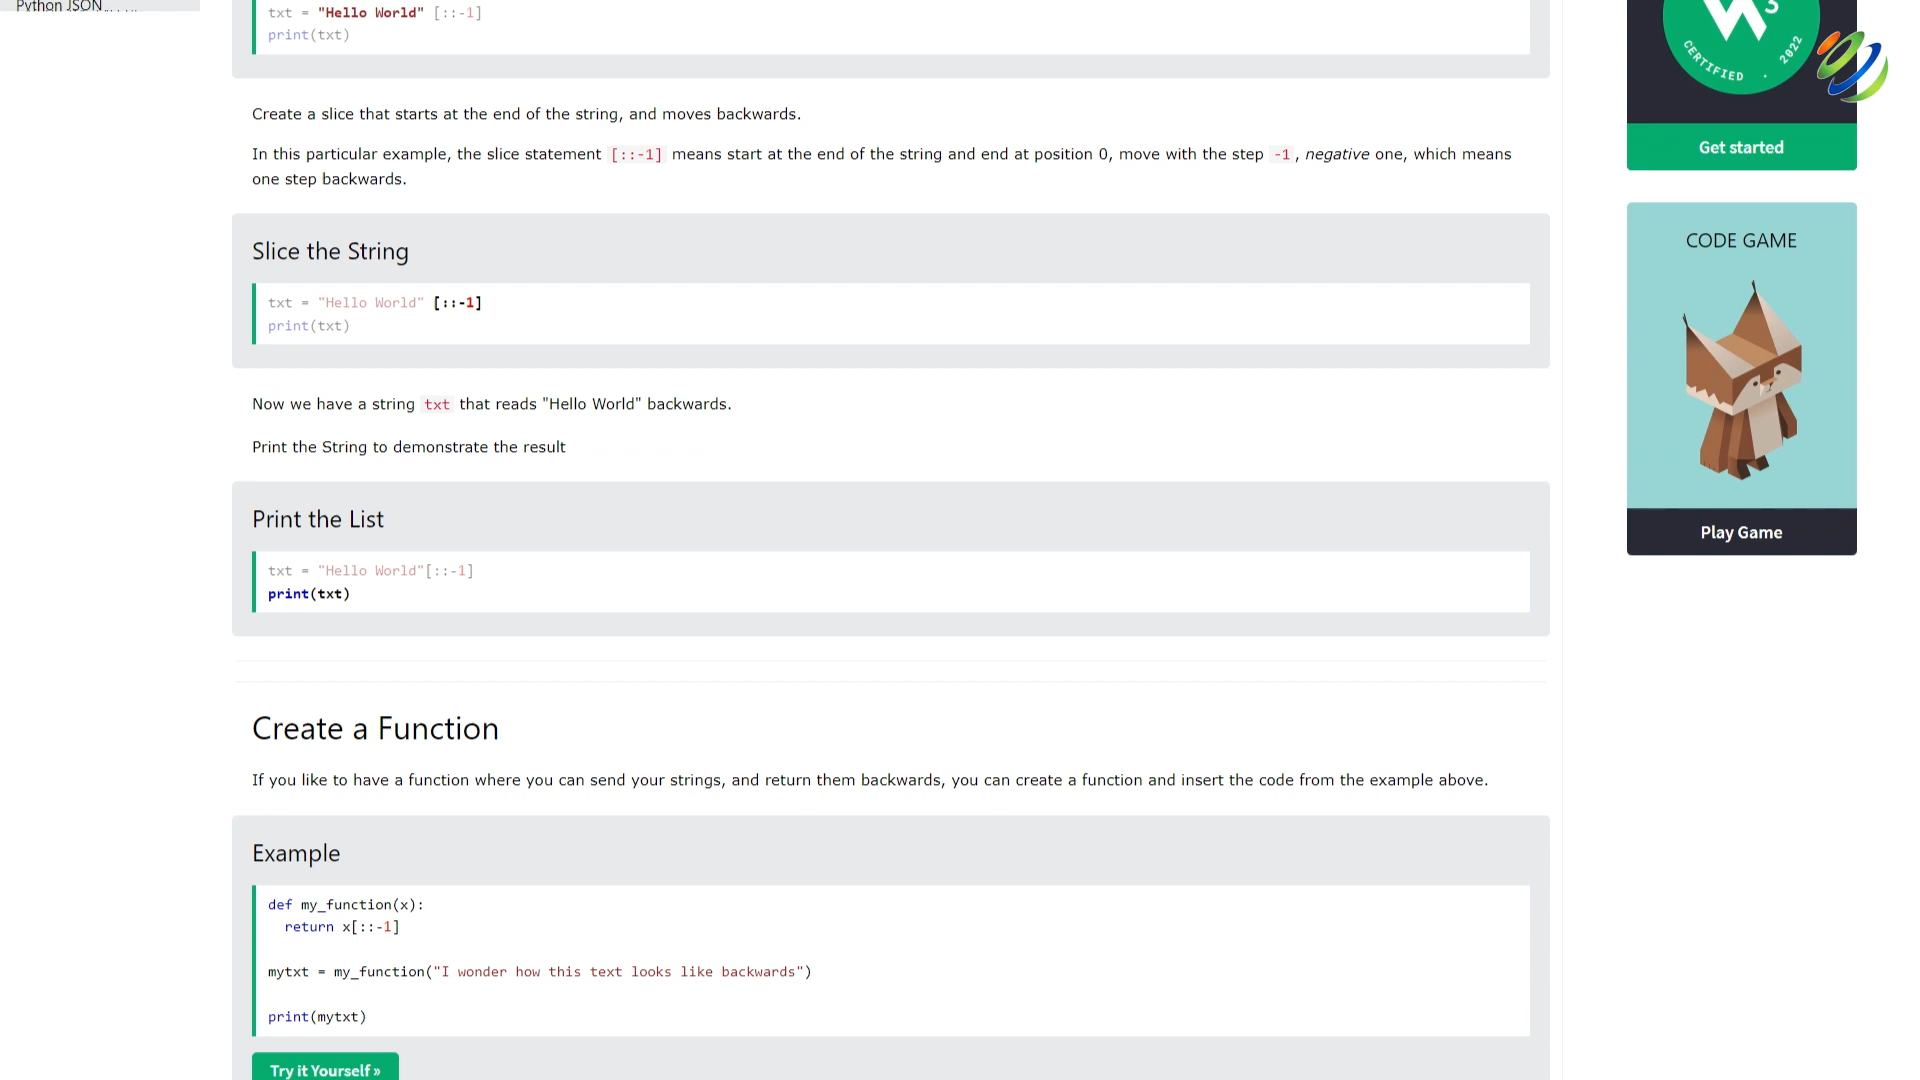 Python JSON
txt = "Hello World" [::-1]
print(txt)
Create a slice that starts at the end of the string, and moves backwards.
In this particular example, the slice statement [::-1] means start at the end of the string and end at position 0, move with the step -1, negative one, which means
one step backwards.
Slice the String
txt = "Hello World" [::-1]
print(txt)
Now we have a string txt that reads "Hello World" backwards.
Print the String to demonstrate the result
Print the List
txt = "Hello World"[::-1]
print(txt)
Create a Function
If you like to have a function where you can send your strings, and return them backwards, you can create a function and insert the code from the example above.
Example
def my_function(x):
  return x[::-1]
mytxt = my_function("I wonder how this text looks like backwards")
print(mytxt)
Try it Yourself »
3
CERTIFIED · 2022
Get started
CODE GAME
Play Game